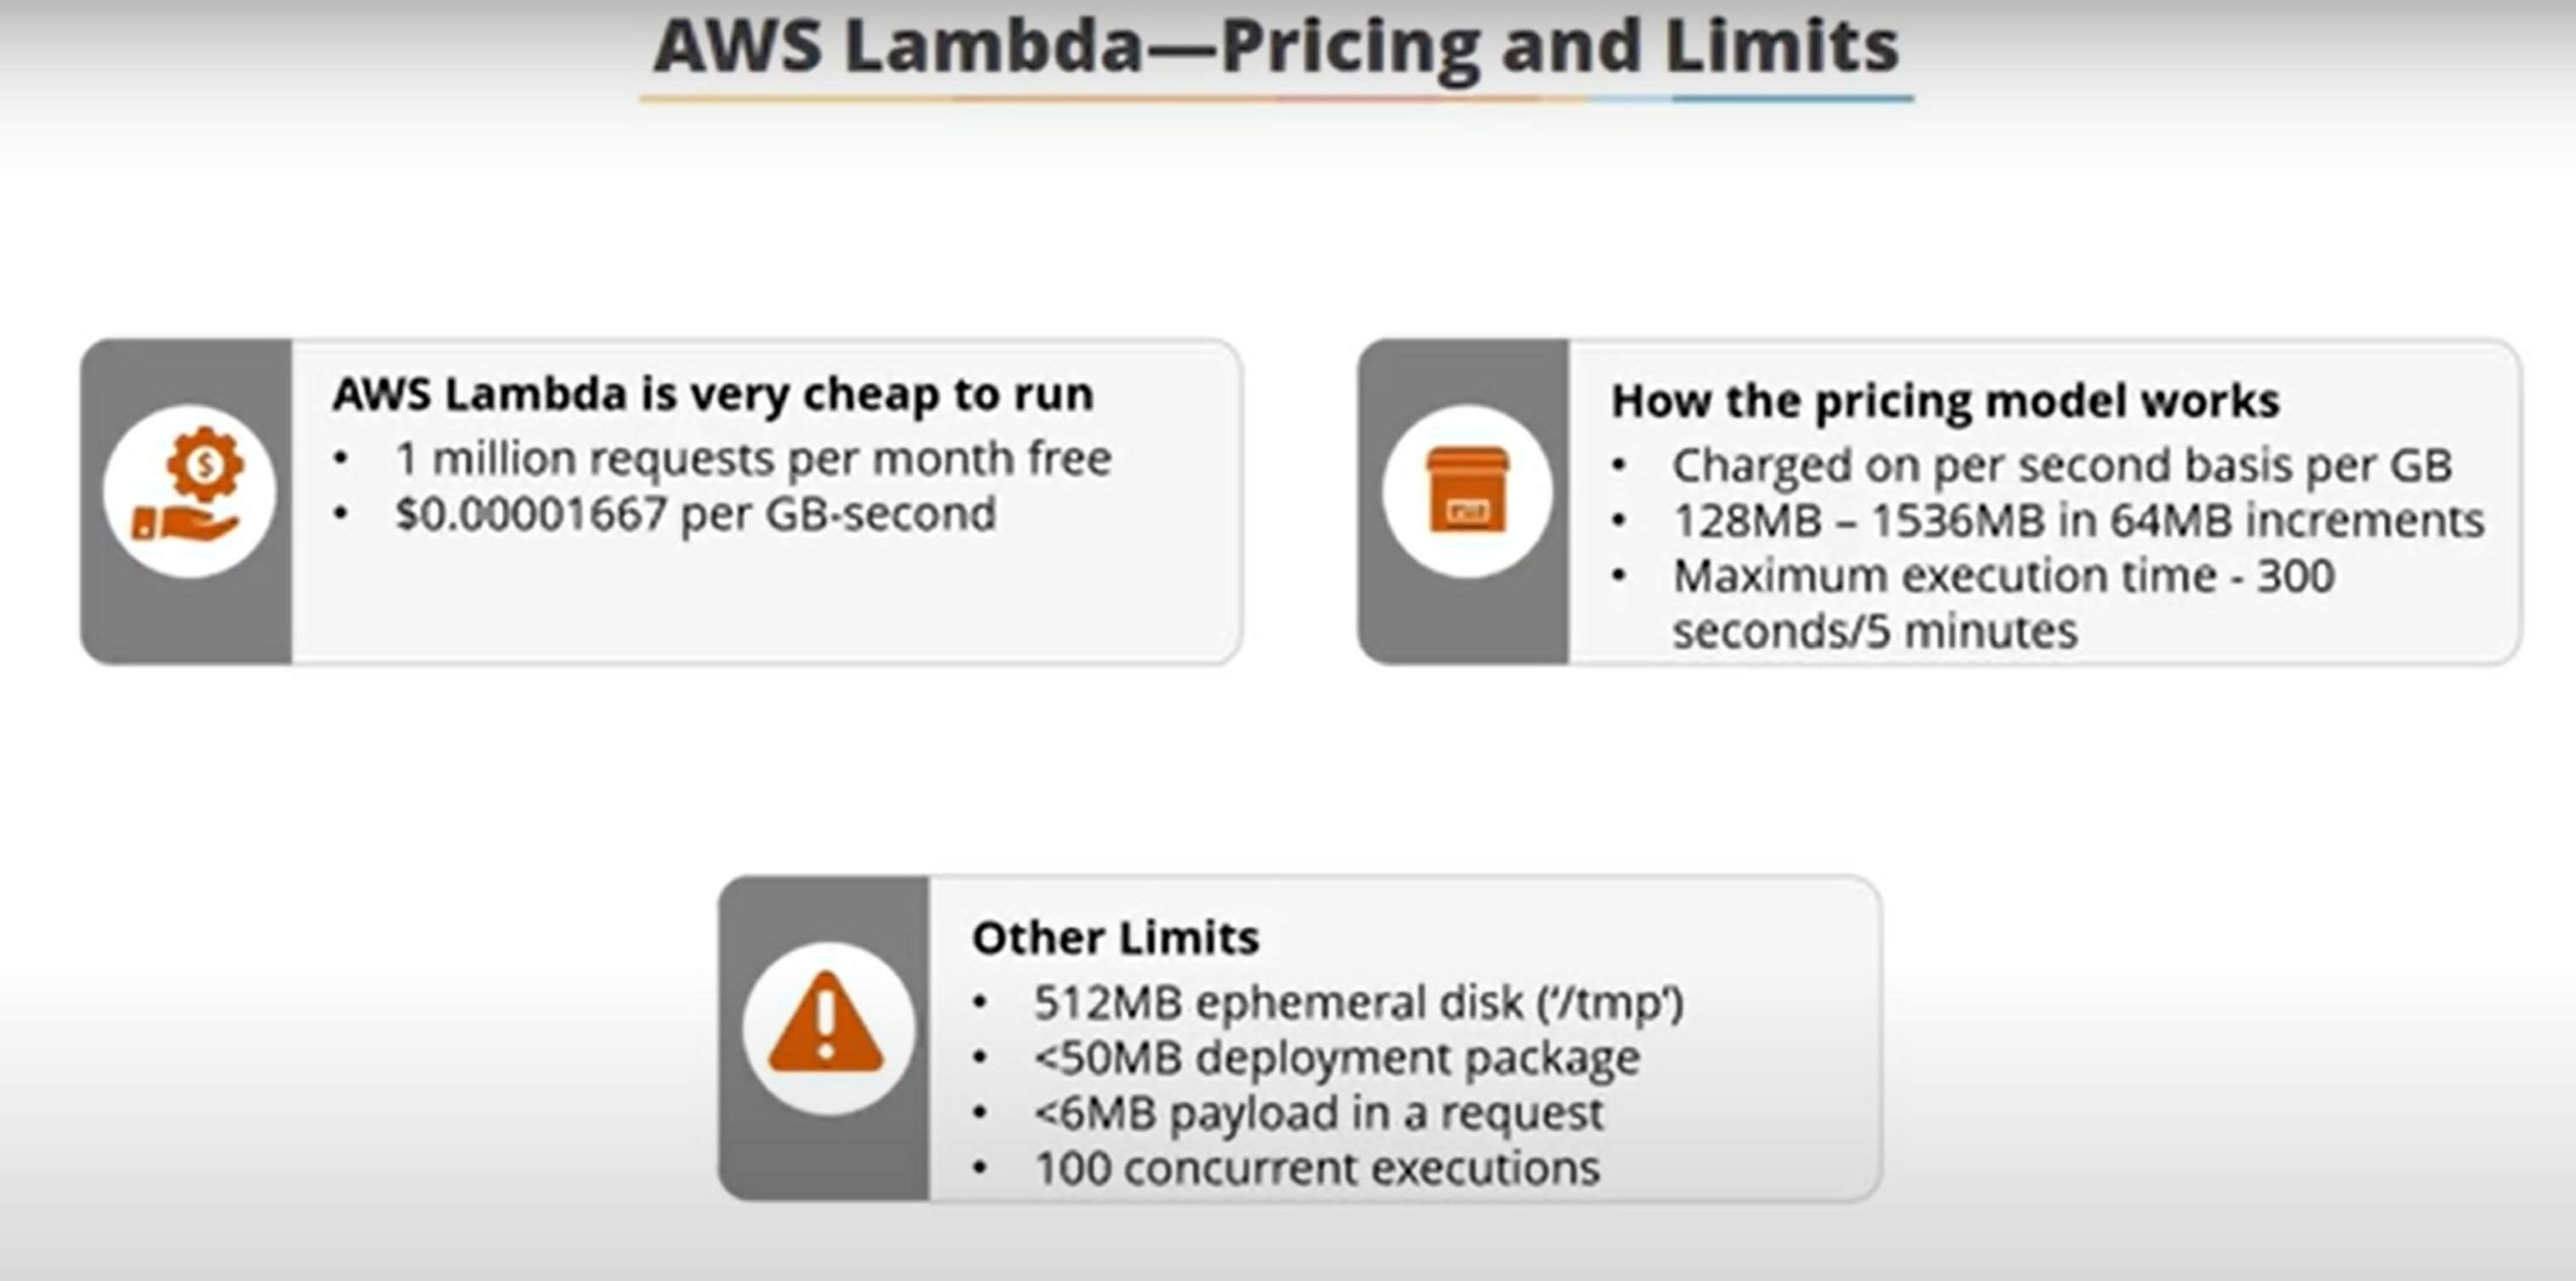 AWS Lambda—Pricing and Limits
AWS Lambda is very cheap to run
• 1 million requests per month free
• $0.00001667 per GB-second
How the pricing model works
• Charged on per second basis per GB
• 128MB – 1536MB in 64MB increments
• Maximum execution time - 300
seconds/5 minutes
Other Limits
• 512MB ephemeral disk (‘/tmp‘)
• <50MB deployment package
• <6MB payload in a request
• 100 concurrent executions